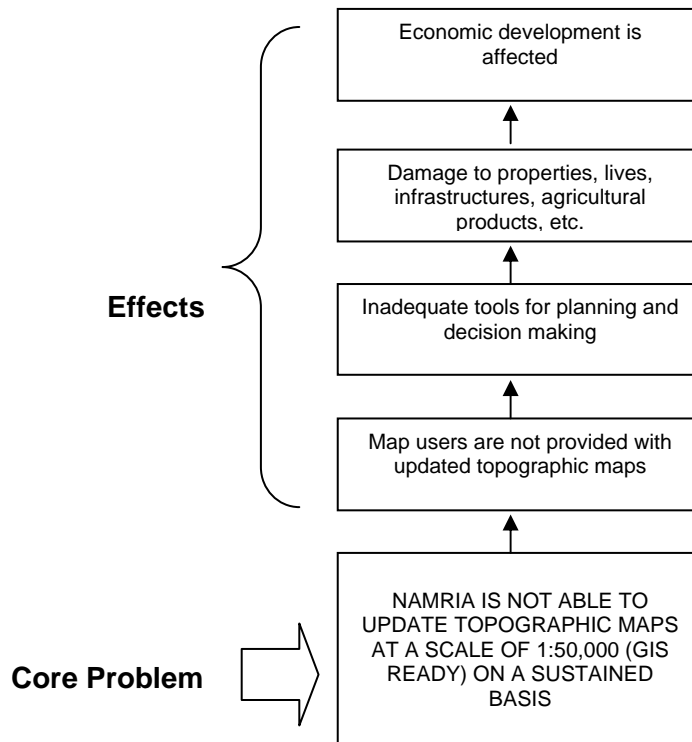 Economic development is
affected
Damage to properties, lives,
infrastructures, agricultural
products, etc.
Effects
Inadequate tools for planning and
decision making
Map users are not provided with
updated topographic maps
NAMRIA IS NOT ABLE TO
UPDATE TOPOGRAPHIC MAPS
AT A SCALE OF 1:50,000 (GIS
READY) ON A SUSTAINED
BASIS
Core Problem